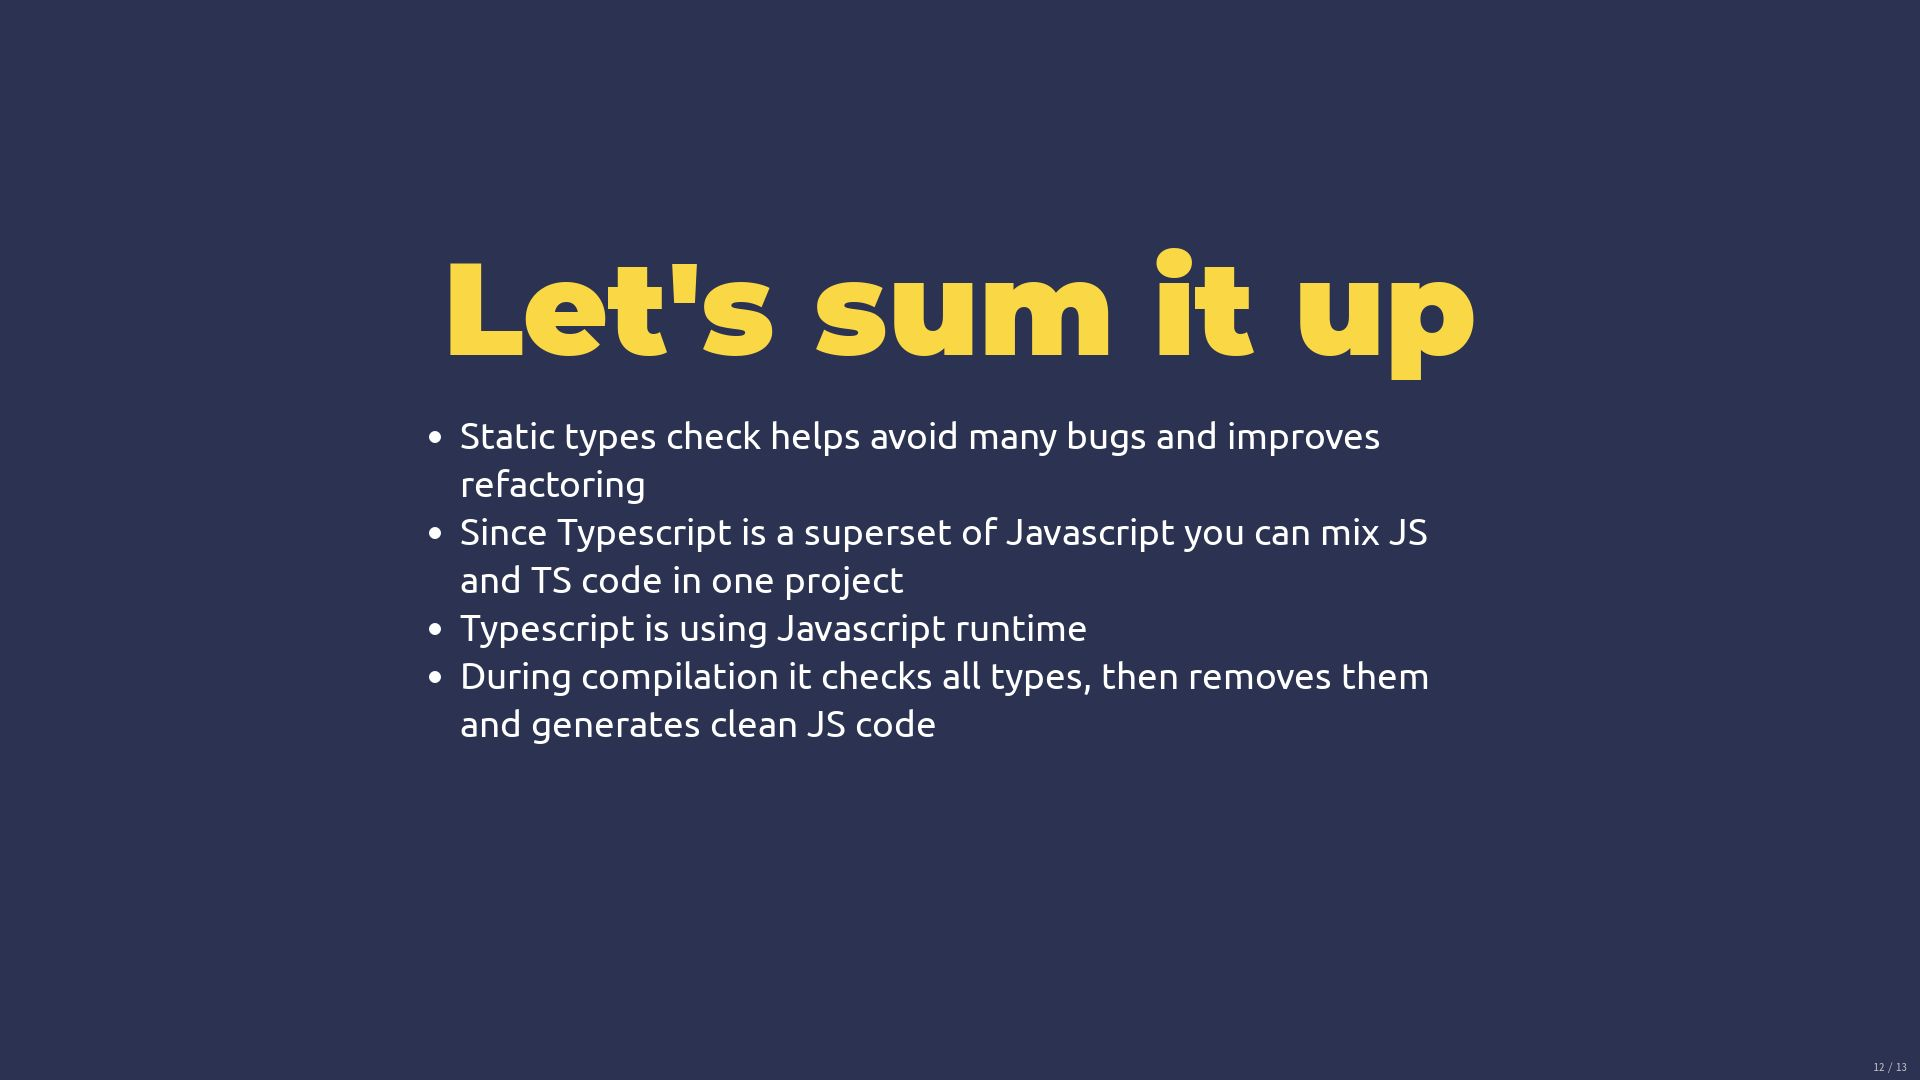 Let's sum it up
• Static types check helps avoid many bugs and improves
refactoring
• Since Typescript is a superset of Javascript you can mix JS
and TS code in one project
• Typescript is using Javascript runtime
• During compilation it checks all types, then removes them
and generates clean JS code
12 / 13